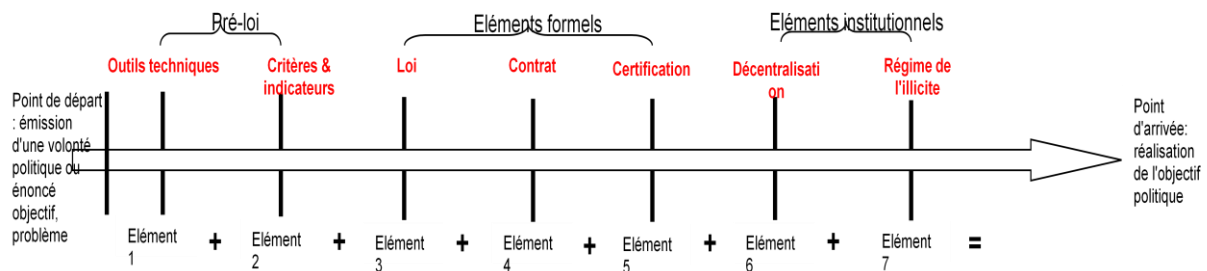 Pré-loi
Eléments formels
Eléments institutionnels
Outils techniques
Critères &
indicateurs
Loi
Contrat
Certification
Décentralisati
on
Régime de
l'illicite
Point de départ
: émission
d'une volonté
politique ou
énoncé
objectif,
problème
Point
d'arrivée:
réalisation
de l'objectif
politique
Elément
1
+
Elément
2
+
Elément
3
+
Elément
4
+
Elément
5
+
Elément
6
+
Elément
7
=